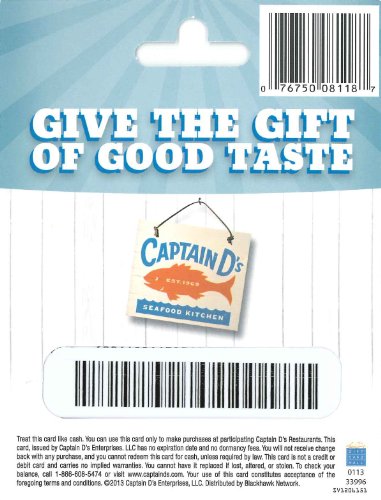 0 76750 08118 7
GIVE THE GIFT
OF GOOD TASTE
CAPTAIN D's
EST. 1969
SEAFOOD KITCHEN
Treat this card like cash. You can use this card only to make purchases at participating Captain D's Restaurants. This
card, issued by Captain D's Enterprises, LLC has no expiration date and no dormancy fees. You will not receive change
back with any purchase, and you cannot redeem this card for cash, unless required by law. This card is not a credit or
debit card and carries no implied warranties. You cannot have it replaced if lost, altered, or stolen. To check your
balance, call 1-866-608-5474 or visit www.captainds.com. Your use of this card constitutes acceptance of the
foregoing terms and conditions. ©2013 Captain D's Enterprises, LLC. Distributed by Blackhawk Network.
0113
33996